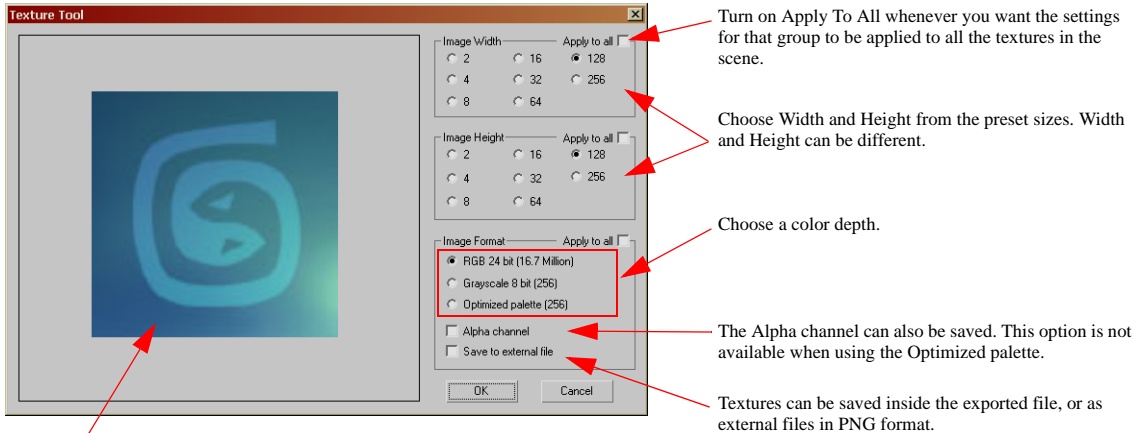 Texture Tool
Image Width Apply to all
2 16 128
4 32 256
8 64
Image Height Apply to all
2 16 128
4 32 256
8 64
Image Format Apply to all
RGB 24 bit (16.7 Million)
Grayscale 8 bit (256)
Optimized palette (256)
Alpha channel
Save to external file
OK Cancel
Turn on Apply To All whenever you want the settings
for that group to be applied to all the textures in the
scene.
Choose Width and Height from the preset sizes. Width
and Height can be different.
Choose a color depth.
The Alpha channel can also be saved. This option is not
available when using the Optimized palette.
Textures can be saved inside the exported file, or as
external files in PNG format.